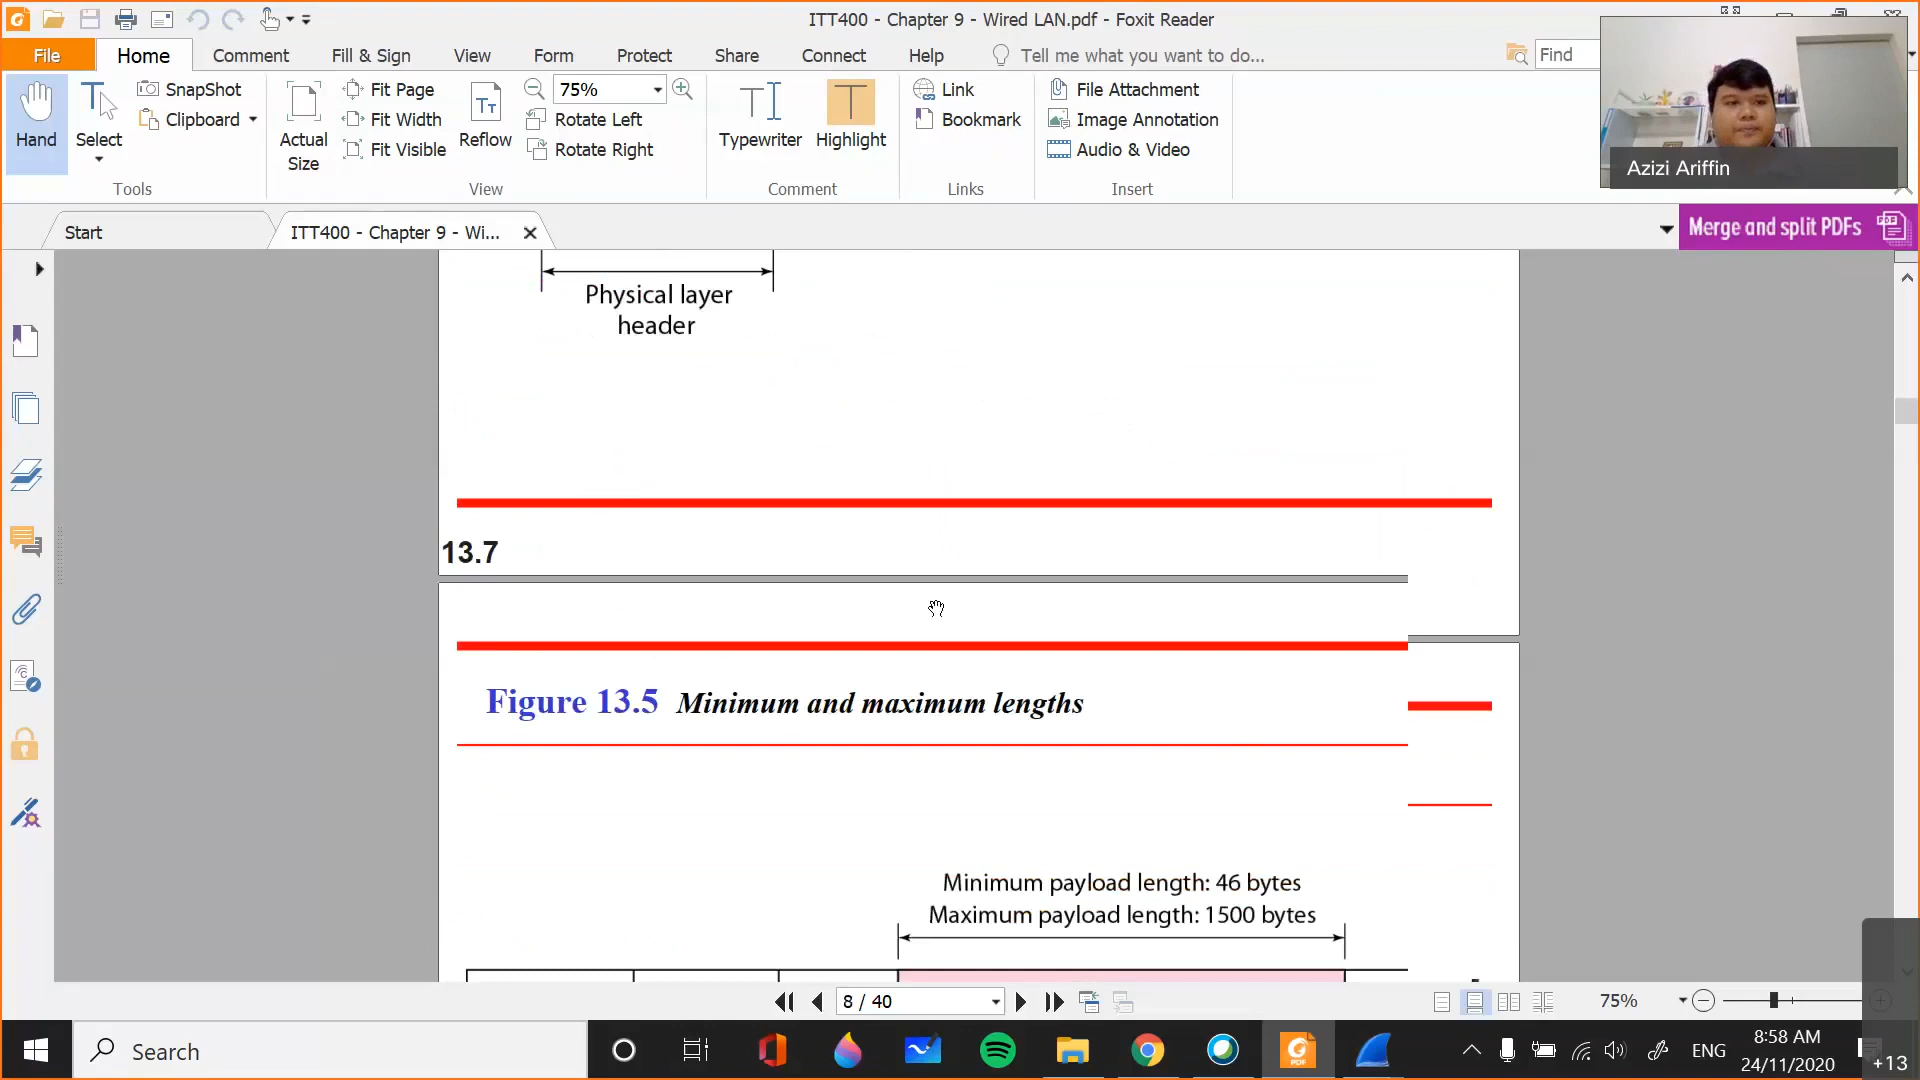 ITT400 - Chapter 9 - Wired LAN.pdf - Foxit Reader
File Home Comment Fill & Sign View Form Protect Share Connect Help Tell me what you want to do... Find
Hand
Select
SnapShot
Clipboard
Tools
Actual
Size
Fit Page
Fit Width
Fit Visible
Reflow
75%
Rotate Left
Rotate Right
View
Typewriter
Highlight
Comment
Link
Bookmark
Links
File Attachment
Image Annotation
Audio & Video
Insert
Azizi Ariffin
Start
ITT400 - Chapter 9 - Wi...
Merge and split PDFs
Physical layer
header
13.7
Figure 13.5 Minimum and maximum lengths
Minimum payload length: 46 bytes
Maximum payload length: 1500 bytes
8 / 40
75%
Search
ENG
8:58 AM
24/11/2020
+13